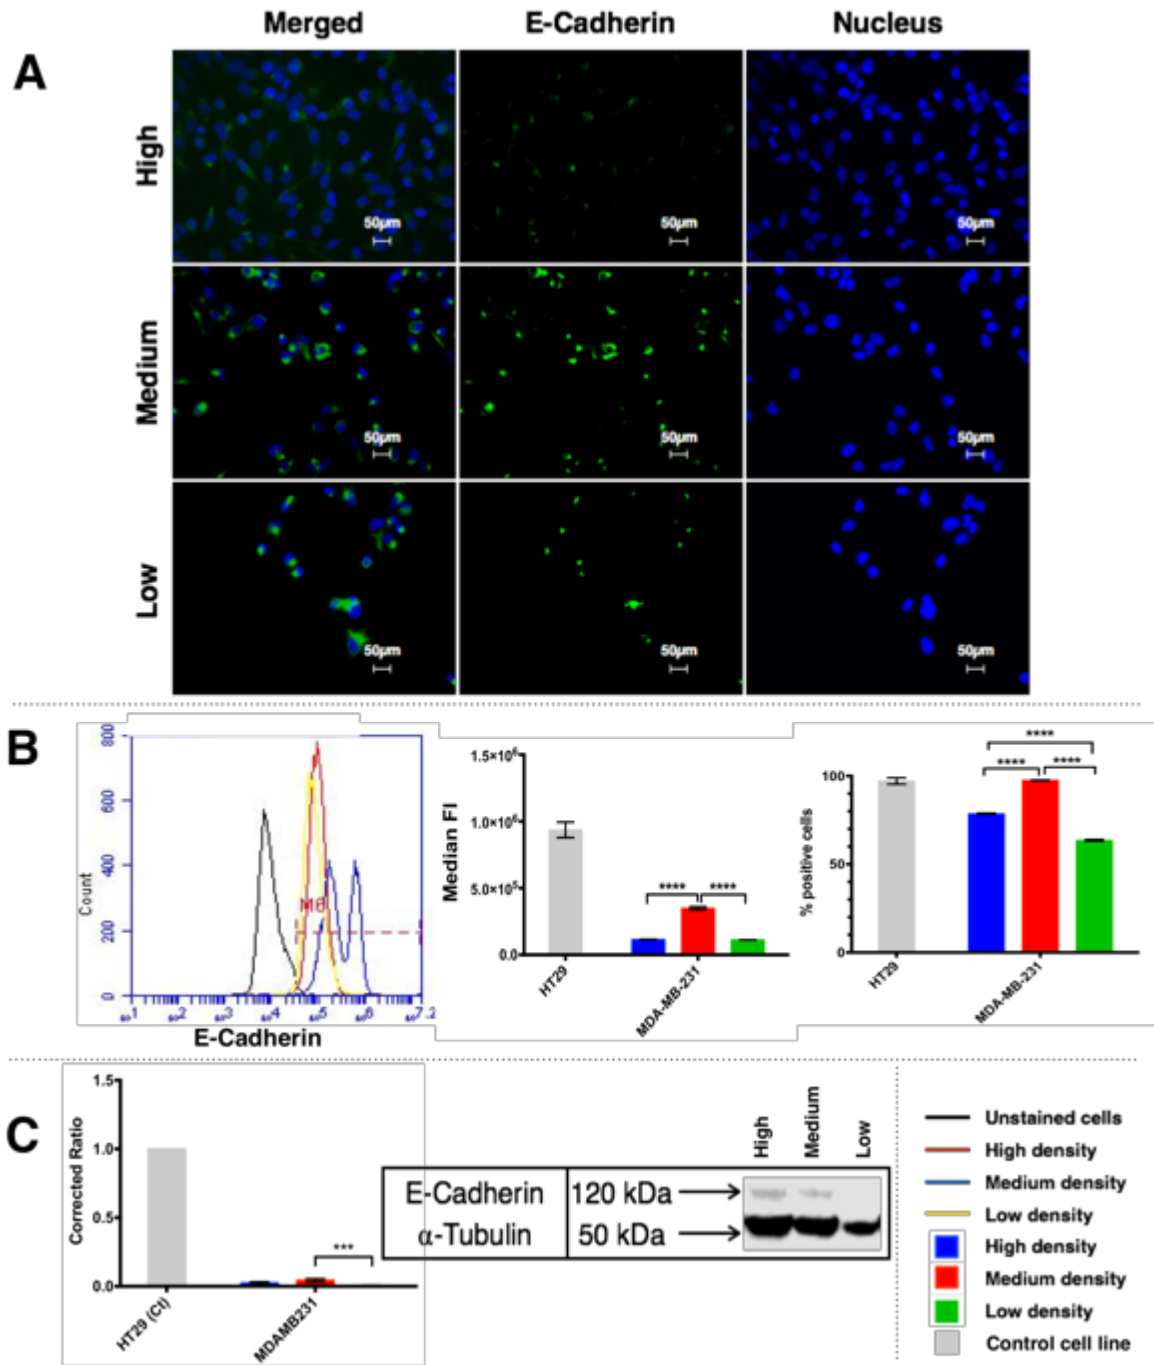 Merged E-Cadherin Nucleus
A
High
50µm 50µm 50µm
Medium
50µm 50µm 50µm
Low
50µm 50µm 50µm
B
800
600
400
200
0
Count
M6
E-Cadherin
1.5×10⁶
1.0×10⁶
5.0×10⁵
0.0
Median FI
**** ****
HT29
MDA-MB-231
100
50
0
% positive cells
****
**** ****
HT29
MDA-MB-231
C
1.5
1.0
0.5
0.0
Corrected Ratio
***
HT29 (Ct)
MDAMB231
High Medium Low
E-Cadherin 120 kDa
α-Tubulin 50 kDa
Unstained cells
High density
Medium density
Low density
High density
Medium density
Low density
Control cell line